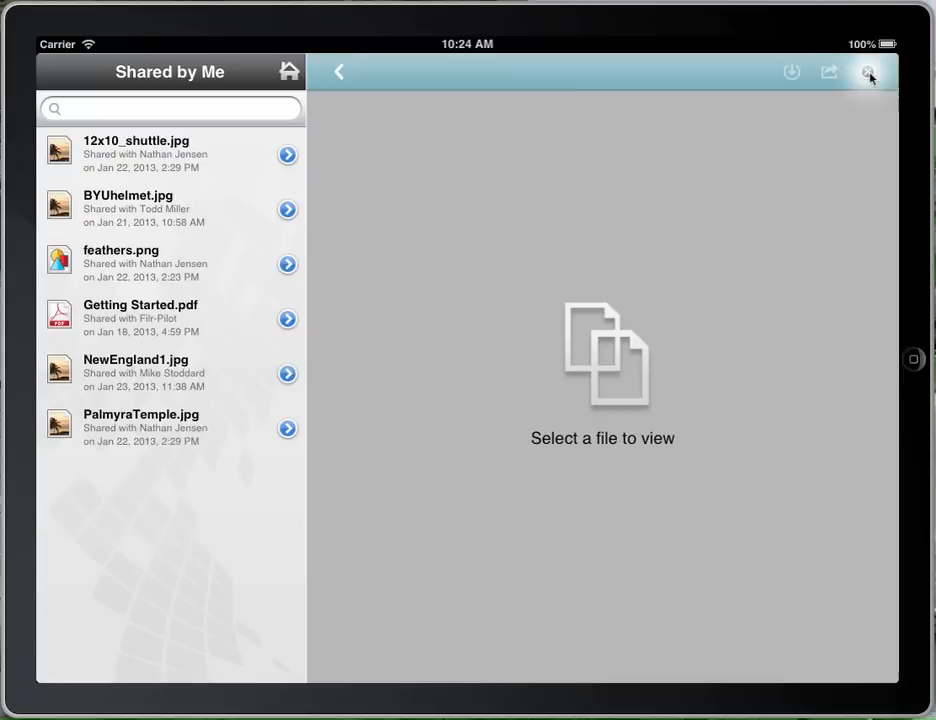 Carrier
10:24 AM
100%
Shared by Me
12x10_shuttle.jpg
Shared with Nathan Jensen
on Jan 22, 2013, 2:29 PM
BYUhelmet.jpg
Shared with Todd Miller
on Jan 21, 2013, 10:58 AM
feathers.png
Shared with Nathan Jensen
on Jan 22, 2013, 2:23 PM
Getting Started.pdf
Shared with Filr-Pilot
on Jan 18, 2013, 4:59 PM
PDF
NewEngland1.jpg
Shared with Mike Stoddard
on Jan 23, 2013, 11:38 AM
PalmyraTemple.jpg
Shared with Nathan Jensen
on Jan 22, 2013, 2:29 PM
Select a file to view